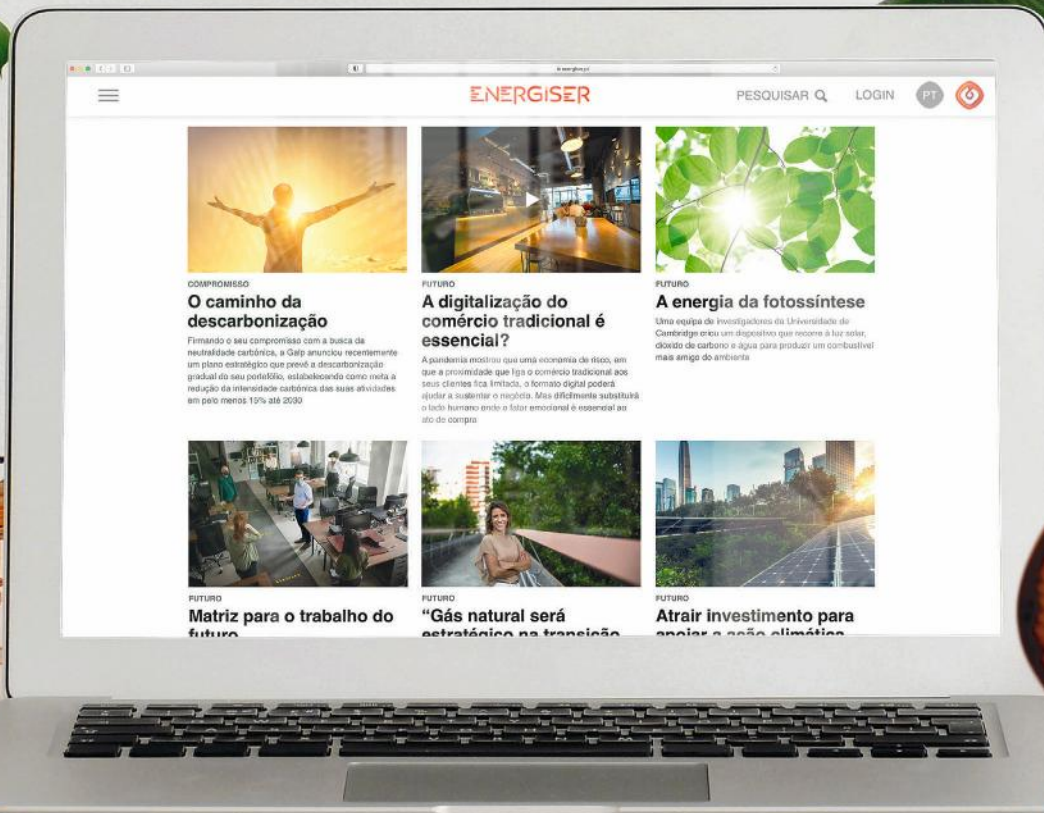 ENERGISER
PESQUISAR
LOGIN
PT
COMPROMISSO
O caminho da
descarbonização
Firmando o seu compromisso com a busca da
neutralidade carbónica, a Galp anunciou recentemente
um plano estratégico que prevê a descarbonização
gradual do seu portefólio, estabelecendo como meta a
redução da intensidade carbónica das suas atividades
em pelo menos 15% até 2030
FUTURO
A digitalização do
comércio tradicional é
essencial?
A pandemia mostrou que uma economia de risco, em
que a proximidade que liga o comércio tradicional aos
seus clientes fica limitada, o formato digital poderá
ajudar a sustentar o negócio. Mas dificilmente substituirá
o lado humano onde o fator emocional é essencial ao
ato de compra
FUTURO
A energia da fotossíntese
Uma equipa de investigadores da Universidade de
Cambridge criou um dispositivo que recorre à luz solar,
dióxido de carbono e água para produzir um combustível
mais amigo do ambiente
FUTURO
Matriz para o trabalho do
futuro
FUTURO
“Gás natural será
estratégico na transição
FUTURO
Atrair investimento para
apoiar a ação climática